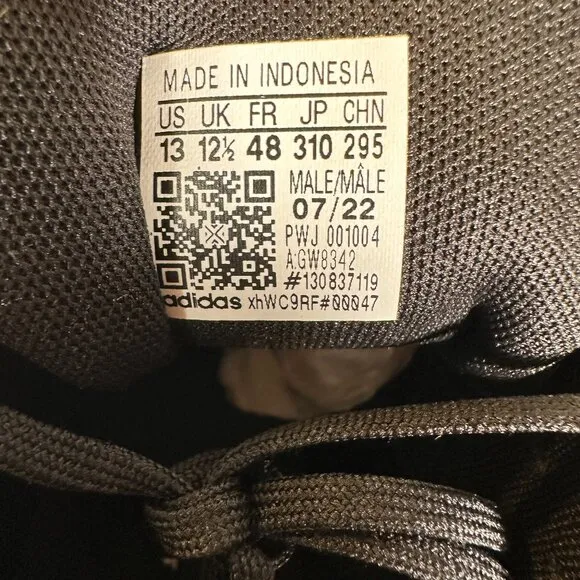 MADE IN INDONESIA
US UK FR JP CHN
13 12½ 48 310 295
MALE/MÂLE
07/22
PWJ 001004
A:GW8342
#130837119
adidas xhWC9RF#00047